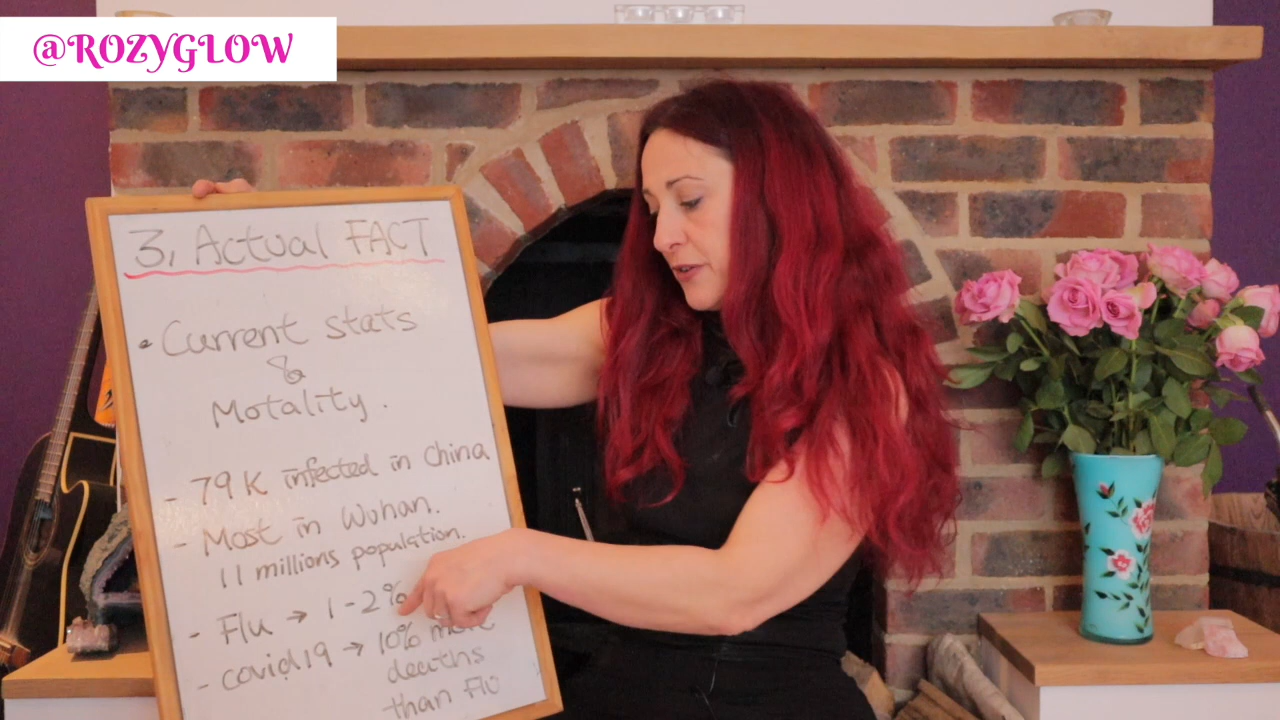 @ROZYGLOW
3, Actual FACT
• Current stats
&
Motality.
- 79K infected in China
- Most in Wuhan.
11 millions population.
- Flu → 1-2%
- covid19 → 10% more
deaths
than Flu